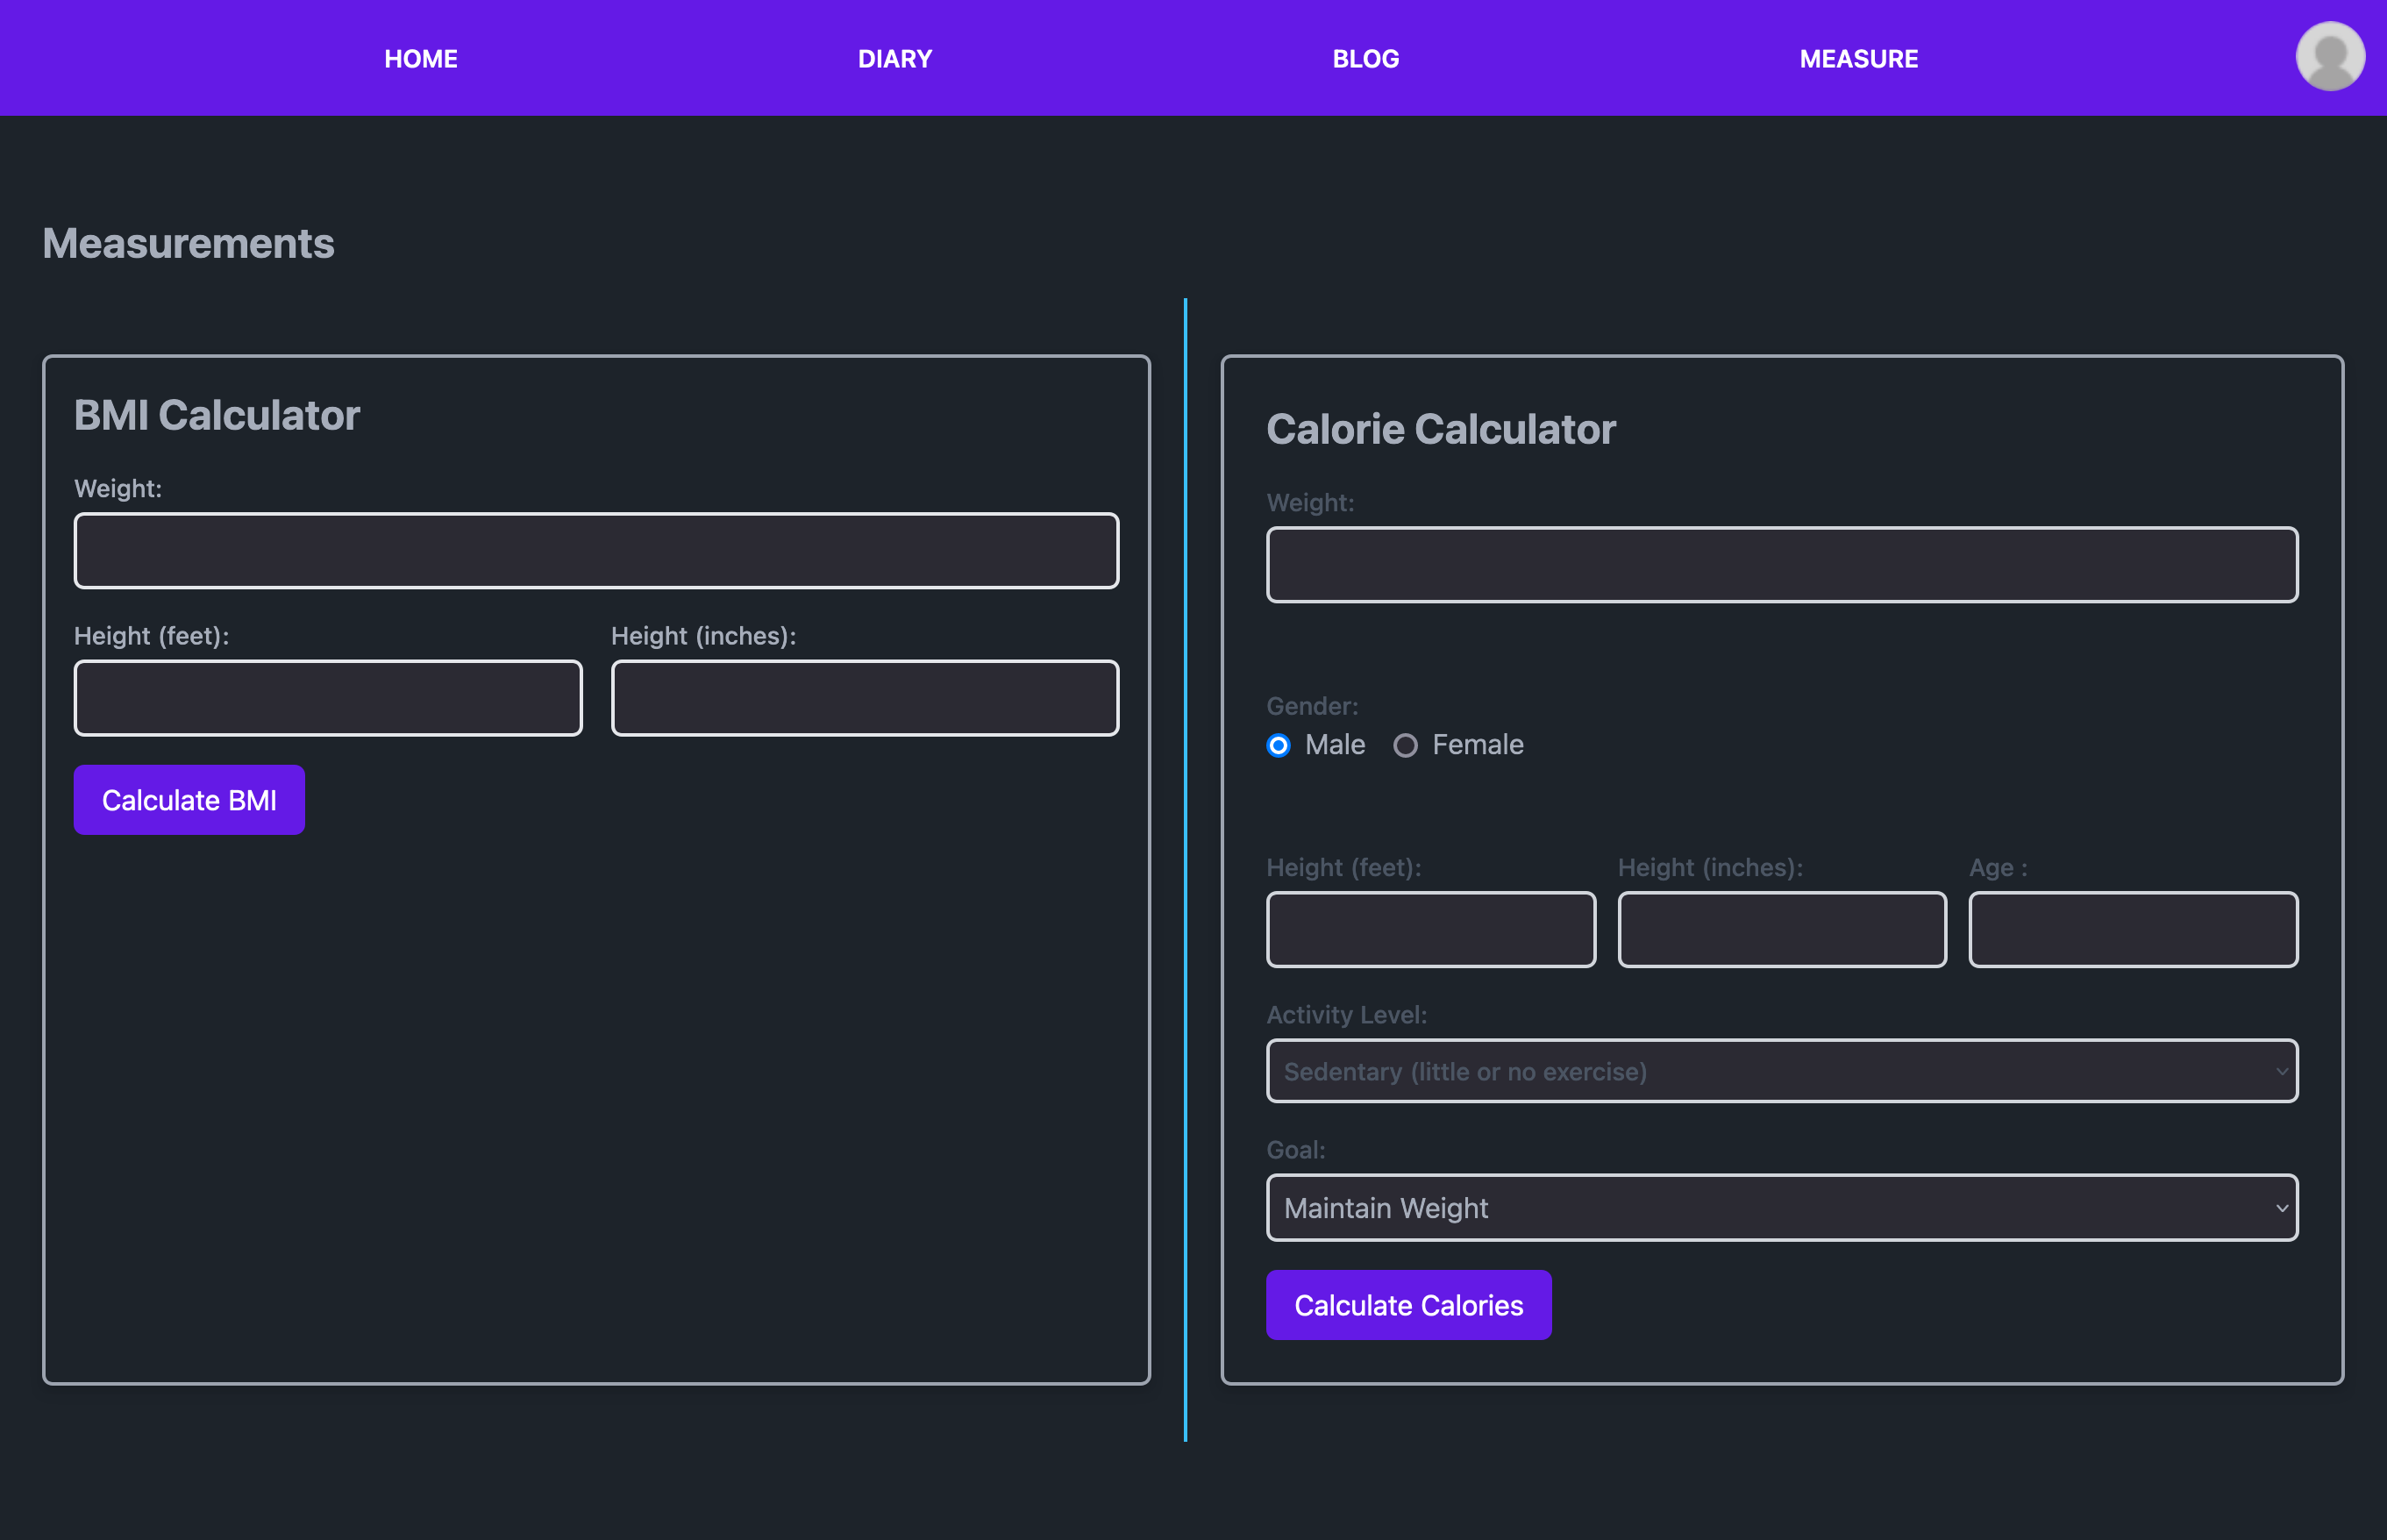 HOME DIARY BLOG MEASURE
Measurements
BMI Calculator
Weight:
Height (feet): Height (inches):
Calculate BMI
Calorie Calculator
Weight:
Gender:
Male Female
Height (feet): Height (inches): Age :
Activity Level:
Sedentary (little or no exercise)
Goal:
Maintain Weight
Calculate Calories